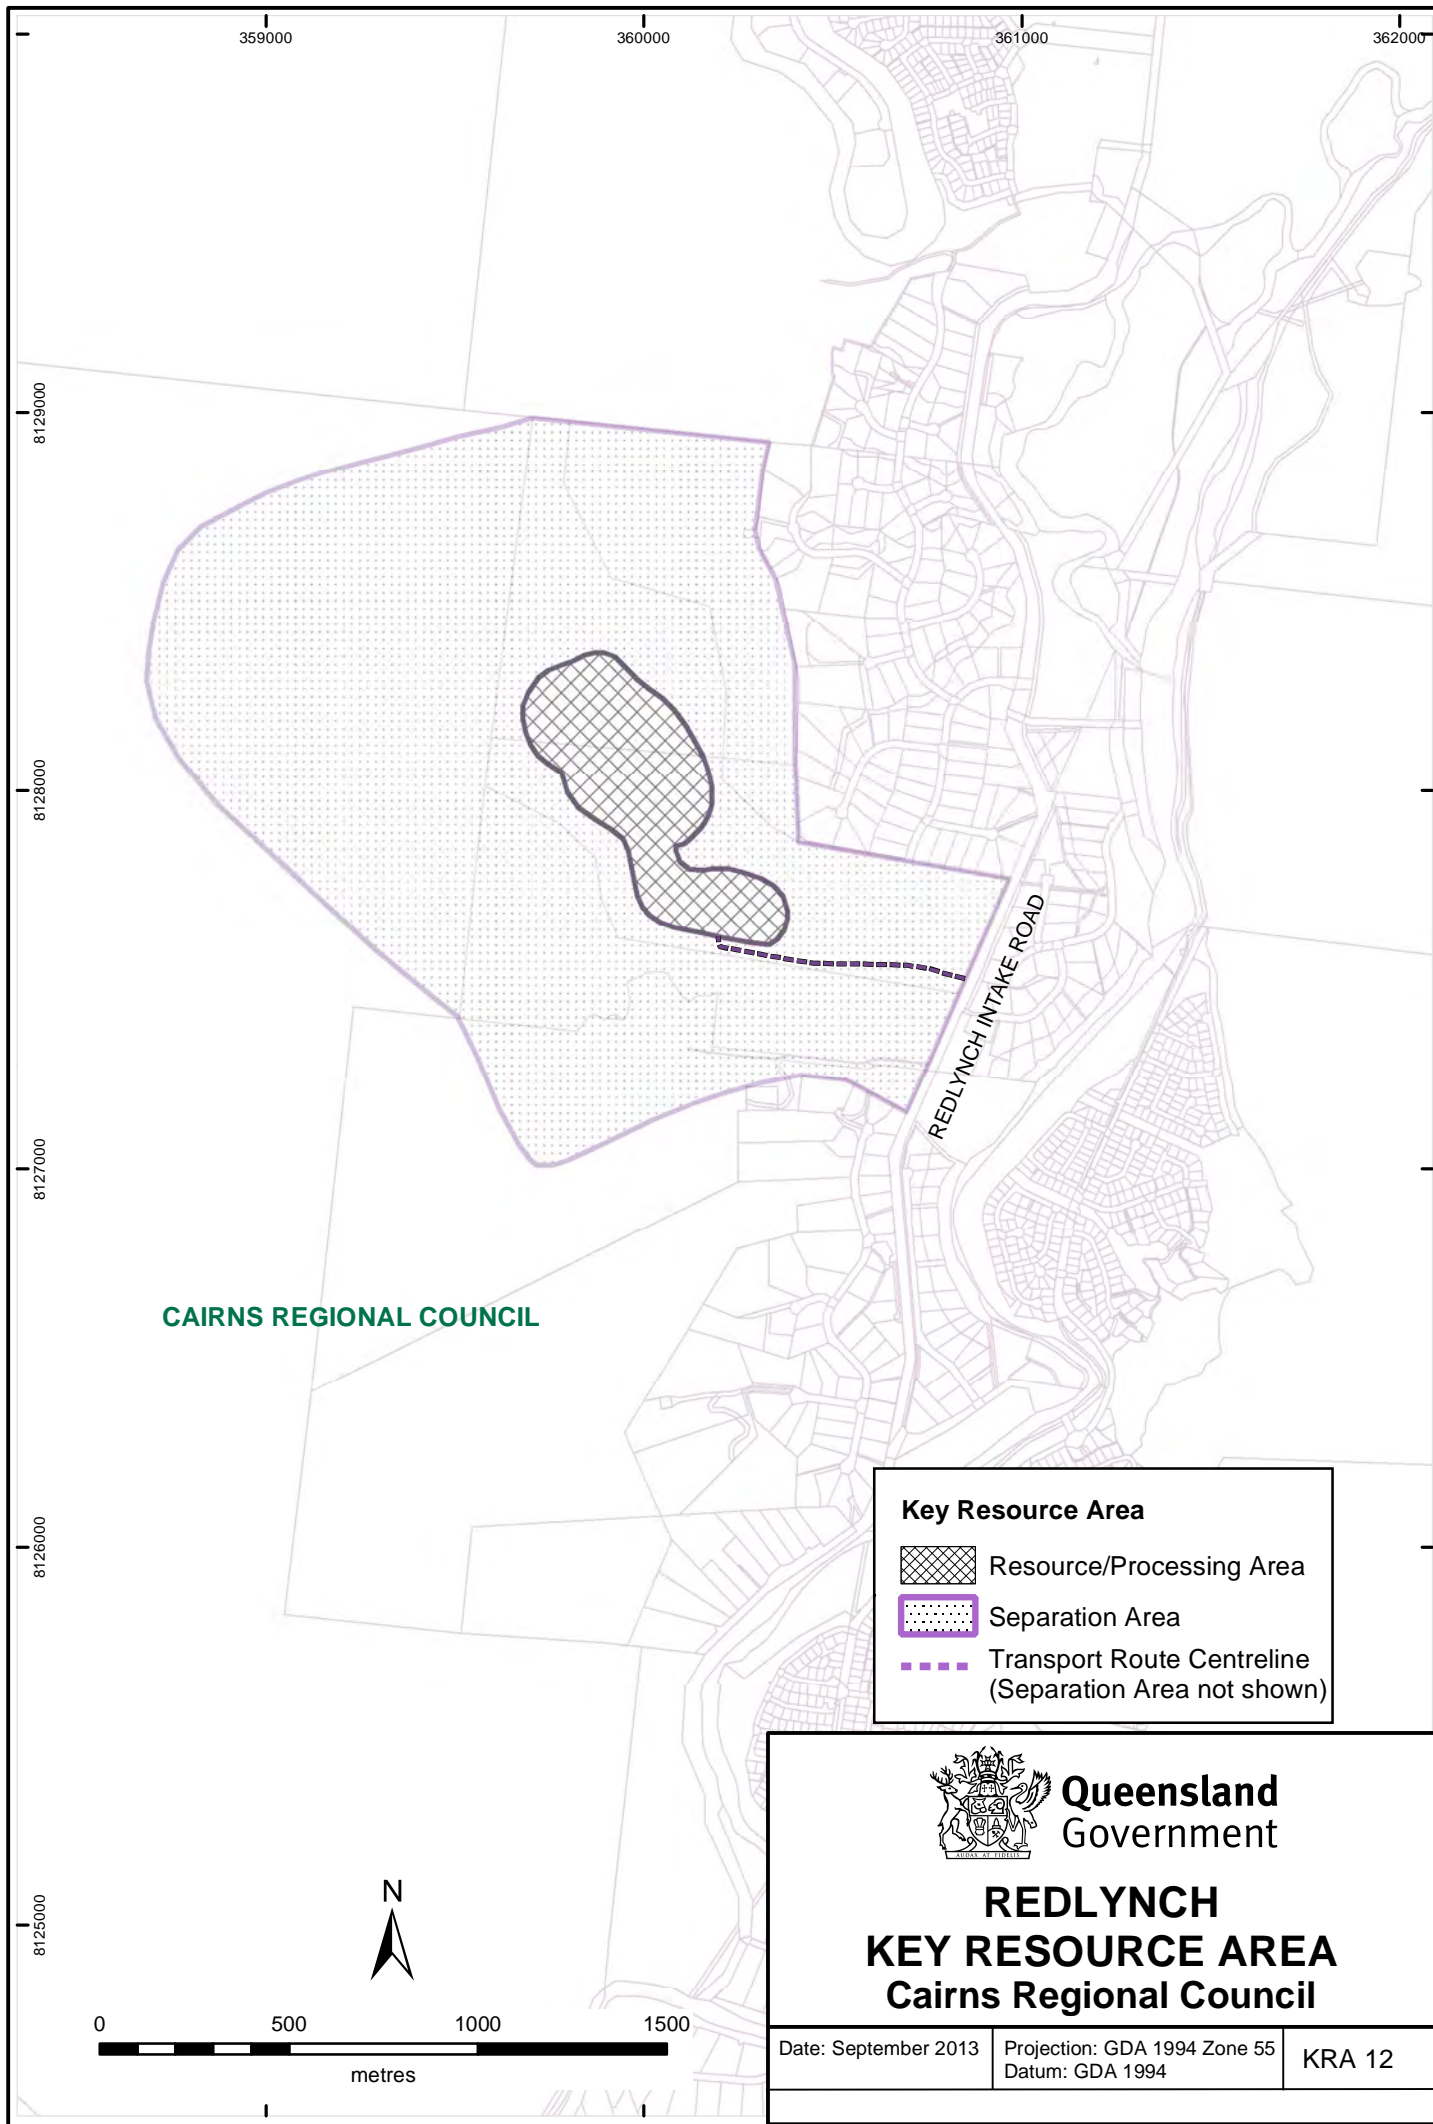 359000
360000
361000
362000
8129000
8128000
8127000
8126000
8125000
REDLYNCH INTAKE ROAD
CAIRNS REGIONAL COUNCIL
Key Resource Area
Resource/Processing Area
Separation Area
Transport Route Centreline
(Separation Area not shown)
AUDAX AT FIDELIS
Queensland
Government
REDLYNCH
KEY RESOURCE AREA
Cairns Regional Council
Date: September 2013
Projection: GDA 1994 Zone 55
Datum: GDA 1994
KRA 12
N
0 500 1000 1500
metres